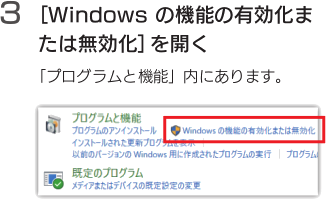 3 [Windows の機能の有効化ま
たは無効化]を開く
「プログラムと機能」内にあります。
プログラムと機能
プログラムのアンインストール Windows の機能の有効化または無効化
インストールされた更新プログラムを表示
以前のバージョンの Windows 用に作成されたプログラムの実行 プログラム
既定のプログラム
メディアまたはデバイスの既定設定の変更